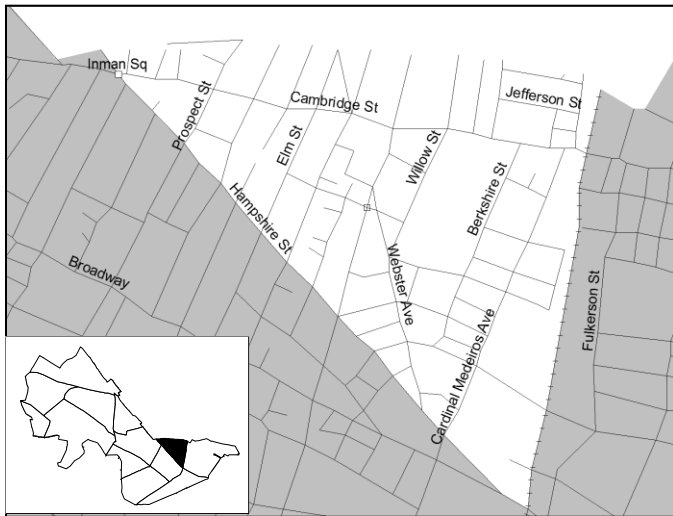 Inman Sq
Prospect St
Cambridge St
Jefferson St
Elm St
Willow St
Berkshire St
Hampshire St
Broadway
Webster Ave
Cardinal Medeiros Ave
Fulkerson St